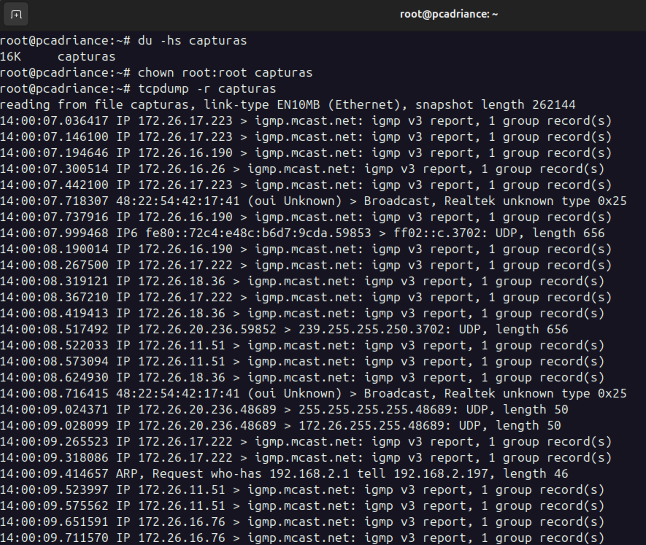 root@pcadriance: ~
root@pcadriance:~# du -hs capturas
16K capturas
root@pcadriance:~# chown root:root capturas
root@pcadriance:~# tcpdump -r capturas
reading from file capturas, link-type EN10MB (Ethernet), snapshot length 262144
14:00:07.036417 IP 172.26.17.223 > igmp.mcast.net: igmp v3 report, 1 group record(s)
14:00:07.146100 IP 172.26.17.223 > igmp.mcast.net: igmp v3 report, 1 group record(s)
14:00:07.194646 IP 172.26.16.190 > igmp.mcast.net: igmp v3 report, 1 group record(s)
14:00:07.300514 IP 172.26.16.26 > igmp.mcast.net: igmp v3 report, 1 group record(s)
14:00:07.442100 IP 172.26.17.223 > igmp.mcast.net: igmp v3 report, 1 group record(s)
14:00:07.718307 48:22:54:42:17:41 (oui Unknown) > Broadcast, Realtek unknown type 0x25
14:00:07.737916 IP 172.26.16.190 > igmp.mcast.net: igmp v3 report, 1 group record(s)
14:00:07.999468 IP6 fe80::72c4:e48c:b6d7:9cda.59853 > ff02::c.3702: UDP, length 656
14:00:08.190014 IP 172.26.16.190 > igmp.mcast.net: igmp v3 report, 1 group record(s)
14:00:08.267500 IP 172.26.17.222 > igmp.mcast.net: igmp v3 report, 1 group record(s)
14:00:08.319121 IP 172.26.18.36 > igmp.mcast.net: igmp v3 report, 1 group record(s)
14:00:08.367210 IP 172.26.17.222 > igmp.mcast.net: igmp v3 report, 1 group record(s)
14:00:08.419413 IP 172.26.18.36 > igmp.mcast.net: igmp v3 report, 1 group record(s)
14:00:08.517492 IP 172.26.20.236.59852 > 239.255.255.250.3702: UDP, length 656
14:00:08.522033 IP 172.26.11.51 > igmp.mcast.net: igmp v3 report, 1 group record(s)
14:00:08.573094 IP 172.26.11.51 > igmp.mcast.net: igmp v3 report, 1 group record(s)
14:00:08.624930 IP 172.26.18.36 > igmp.mcast.net: igmp v3 report, 1 group record(s)
14:00:08.716415 48:22:54:42:17:41 (oui Unknown) > Broadcast, Realtek unknown type 0x25
14:00:09.024371 IP 172.26.20.236.48689 > 255.255.255.255.48689: UDP, length 50
14:00:09.028099 IP 172.26.20.236.48689 > 172.26.255.255.48689: UDP, length 50
14:00:09.265523 IP 172.26.17.222 > igmp.mcast.net: igmp v3 report, 1 group record(s)
14:00:09.318086 IP 172.26.17.222 > igmp.mcast.net: igmp v3 report, 1 group record(s)
14:00:09.414657 ARP, Request who-has 192.168.2.1 tell 192.168.2.197, length 46
14:00:09.523997 IP 172.26.11.51 > igmp.mcast.net: igmp v3 report, 1 group record(s)
14:00:09.575562 IP 172.26.11.51 > igmp.mcast.net: igmp v3 report, 1 group record(s)
14:00:09.651591 IP 172.26.16.76 > igmp.mcast.net: igmp v3 report, 1 group record(s)
14:00:09.711570 IP 172.26.16.76 > igmp.mcast.net: igmp v3 report, 1 group record(s)